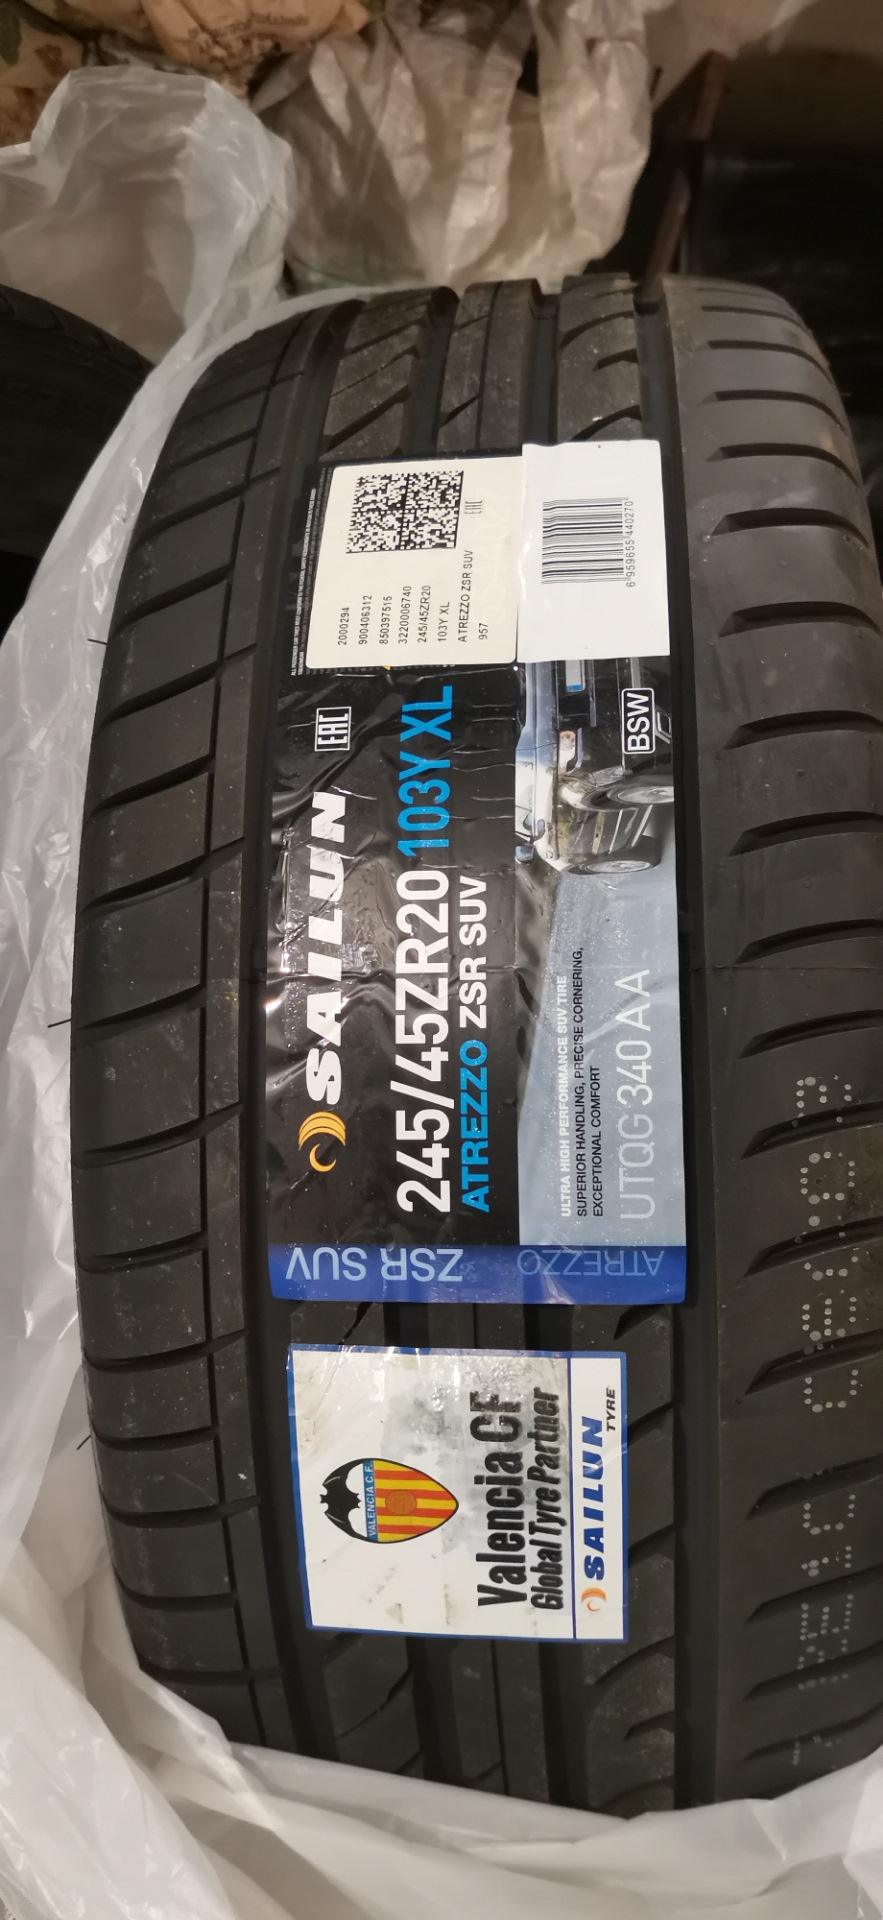 2000294
900406312
850397515
3220006740
245/45ZR20
103Y XL
ATREZZO ZSR SUV
957
EAC
6 959655 440270
EAC
SAILUN
245/45ZR20 103Y XL
ATREZZO ZSR SUV
BSW
ULTRA HIGH PERFORMANCE SUV TIRE
SUPERIOR HANDLING, PRECISE CORNERING,
EXCEPTIONAL COMFORT
UTQG 340 A A
ZSR SUV
ATREZZO
VALENCIA C.F.
Valencia CF
Global Tyre Partner
SAILUN
TYRE